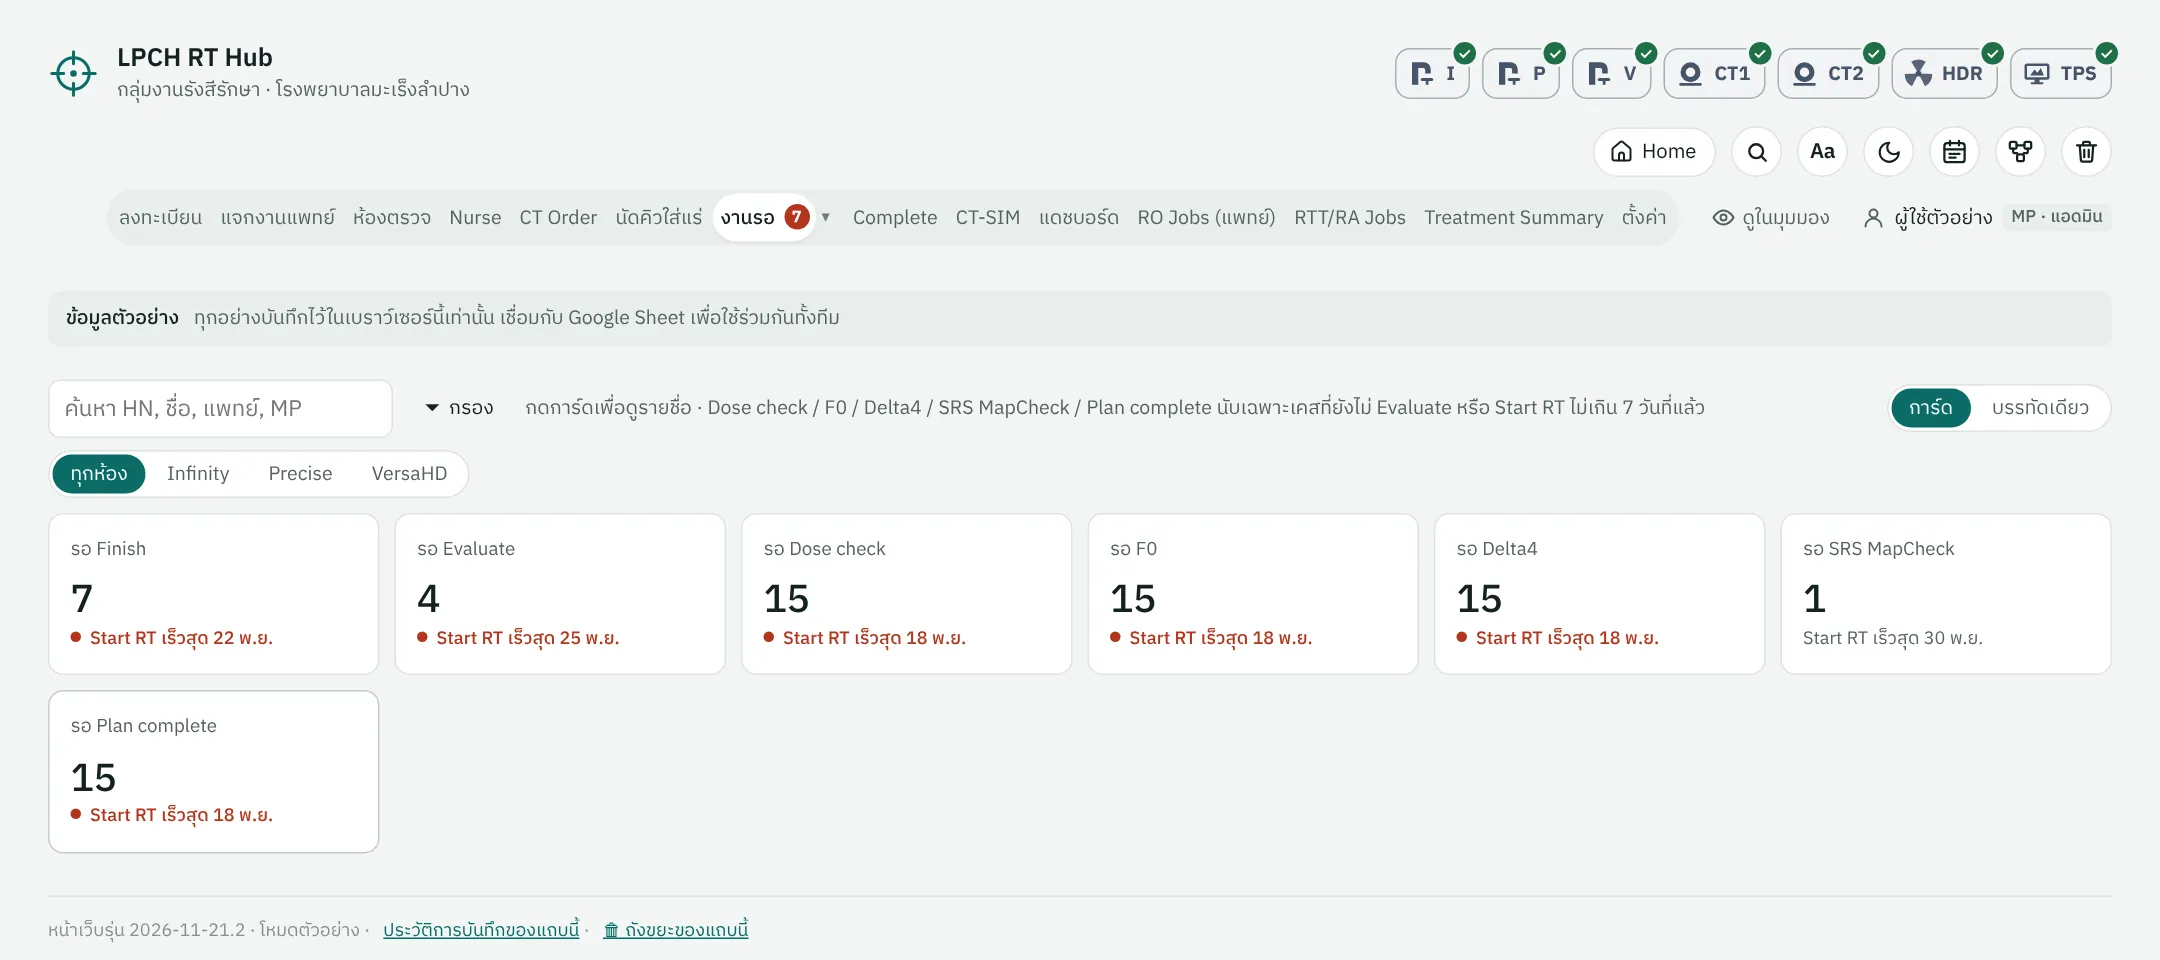 LPCH RT Hub
กลุ่มงานรังสีรักษา · โรงพยาบาลมะเร็งลำปาง
I P V CT1 CT2 HDR TPS
Home Aa
ลงทะเบียน แจกงานแพทย์ ห้องตรวจ Nurse CT Order นัดคิวใส่แร่ งานรอ 7 ▾ Complete CT-SIM แดชบอร์ด RO Jobs (แพทย์) RTT/RA Jobs Treatment Summary ตั้งค่า ดูในมุมมอง ผู้ใช้ตัวอย่าง MP · แอดมิน
ข้อมูลตัวอย่าง ทุกอย่างบันทึกไว้ในเบราว์เซอร์นี้เท่านั้น เชื่อมกับ Google Sheet เพื่อใช้ร่วมกันทั้งทีม
ค้นหา HN, ชื่อ, แพทย์, MP กรอง กดการ์ดเพื่อดูรายชื่อ · Dose check / F0 / Delta4 / SRS MapCheck / Plan complete นับเฉพาะเคสที่ยังไม่ Evaluate หรือ Start RT ไม่เกิน 7 วันที่แล้ว การ์ด บรรทัดเดียว
ทุกห้อง Infinity Precise VersaHD
รอ Finish
7
Start RT เร็วสุด 22 พ.ย.
รอ Evaluate
4
Start RT เร็วสุด 25 พ.ย.
รอ Dose check
15
Start RT เร็วสุด 18 พ.ย.
รอ F0
15
Start RT เร็วสุด 18 พ.ย.
รอ Delta4
15
Start RT เร็วสุด 18 พ.ย.
รอ SRS MapCheck
1
Start RT เร็วสุด 30 พ.ย.
รอ Plan complete
15
Start RT เร็วสุด 18 พ.ย.
หน้าเว็บรุ่น 2026-11-21.2 · โหมดตัวอย่าง · ประวัติการบันทึกของแถบนี้ · ถังขยะของแถบนี้